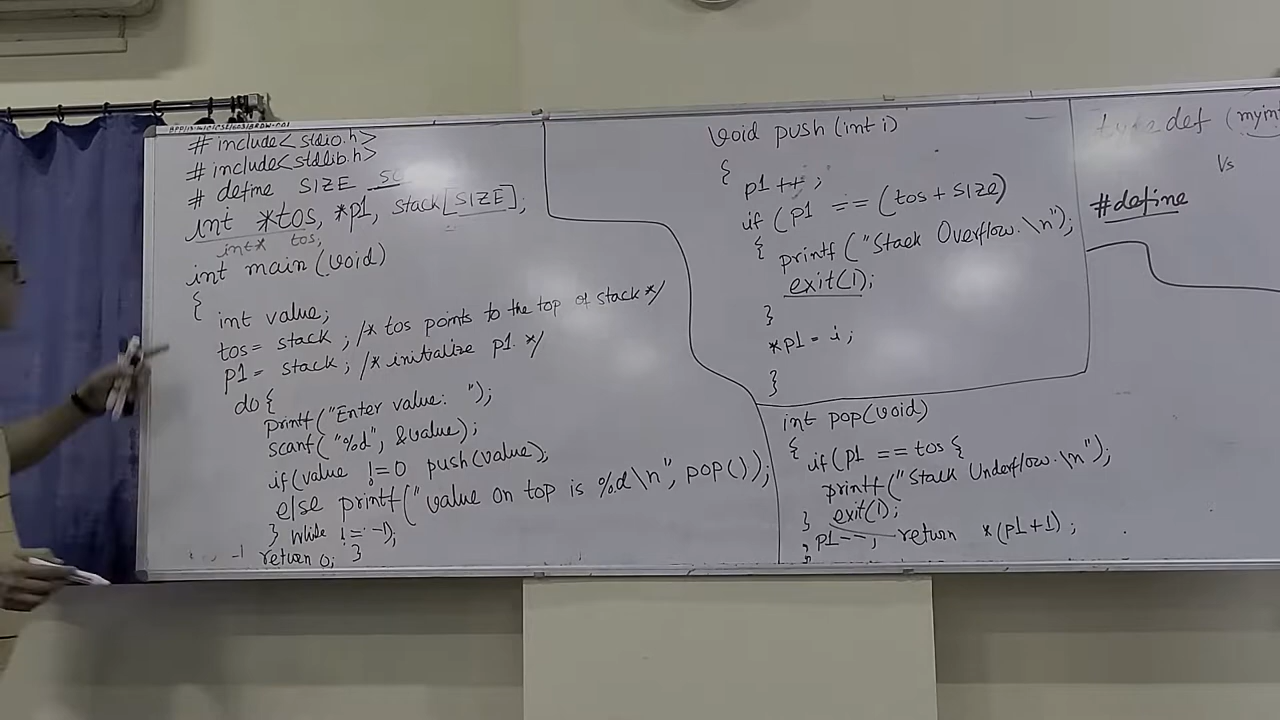 # include<stdio.h>
# include<stdlib.h>
# define SIZE 50
int *tos, *p1, stack[SIZE];
int* tos;
int main(void)
{
int value;
tos = stack ; /* tos points to the top of stack */
p1 = stack ; /* initialize p1. */
do {
printf("Enter value: ");
scanf("%d", &value);
if(value !=0 push(value);
else printf("value on top is %d\n", pop());
} while != -1);
return 0; }
void push (int i)
{
p1 ++ ;
if (p1 == (tos + SIZE)
{ printf ("Stack Overflow.\n");
exit(1);
}
*p1 = i ;
}
int pop(void)
{ if(p1 == tos {
printf("Stack Underflow.\n");
exit(1);
}
p1--; return *(p1+1) ;
}
typedef (
Vs
#define